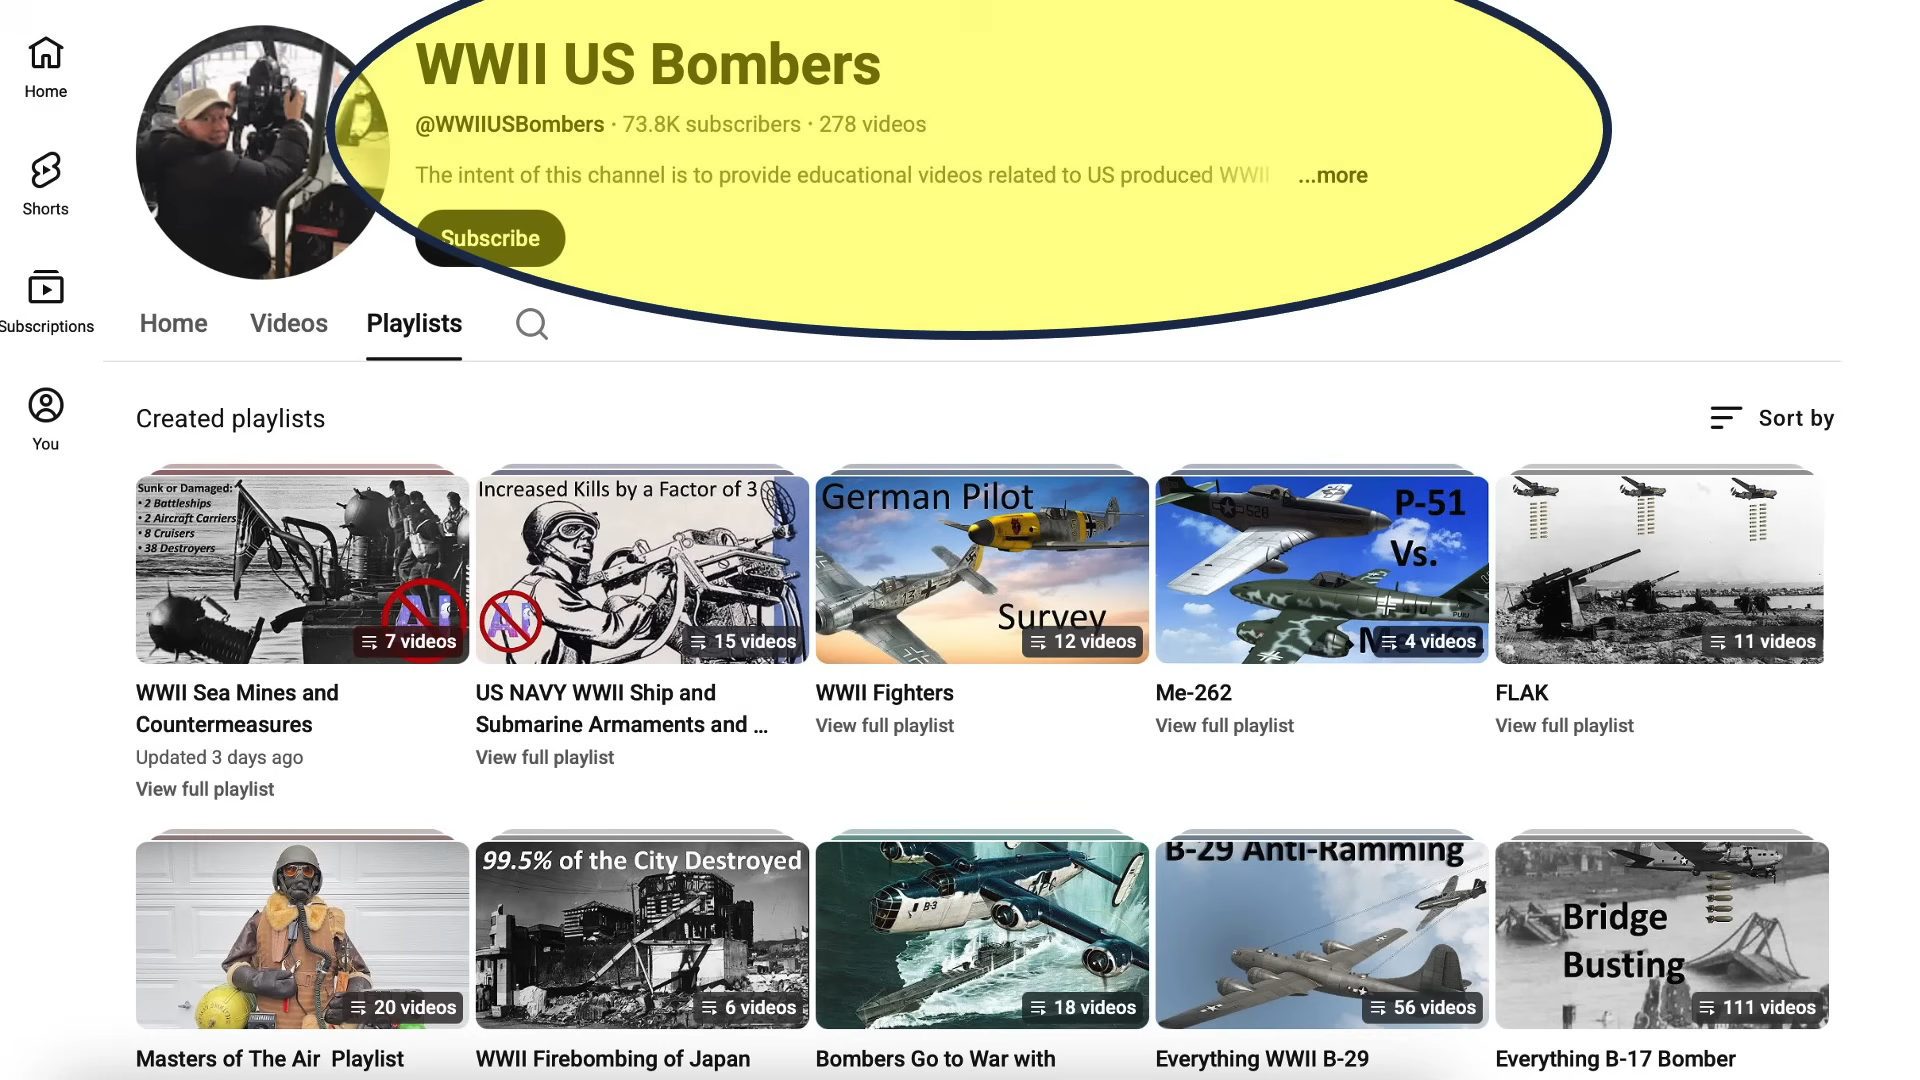 WWII US Bombers
@WWIIUSBombers · 73.8K subscribers · 278 videos
The intent of this channel is to provide educational videos related to US produced WWII ...more
Subscribe
Home
Shorts
Subscriptions
You
Home Videos Playlists
Created playlists
Sort by
Sunk or Damaged:
• 2 Battleships
• 2 Aircraft Carriers
• 8 Cruisers
• 38 Destroyers
AI
7 videos
WWII Sea Mines and
Countermeasures
Updated 3 days ago
View full playlist
Increased Kills by a Factor of 3
AI
15 videos
US NAVY WWII Ship and
Submarine Armaments and ...
View full playlist
German Pilot
13
Survey
12 videos
WWII Fighters
View full playlist
528
P-51
Vs.
4 videos
Me-262
View full playlist
11 videos
FLAK
View full playlist
20 videos
Masters of The Air Playlist
99.5% of the City Destroyed
6 videos
WWII Firebombing of Japan
B-3
18 videos
Bombers Go to War with
B-29 Anti-Ramming
56 videos
Everything WWII B-29
Bridge
Busting
111 videos
Everything B-17 Bomber